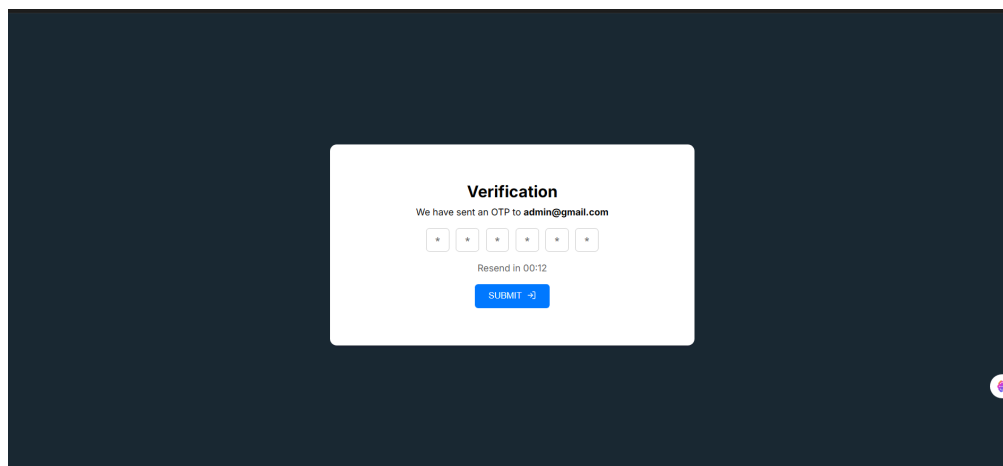 Verification
We have sent an OTP to admin@gmail.com
* * * * * *
Resend in 00:12
SUBMIT